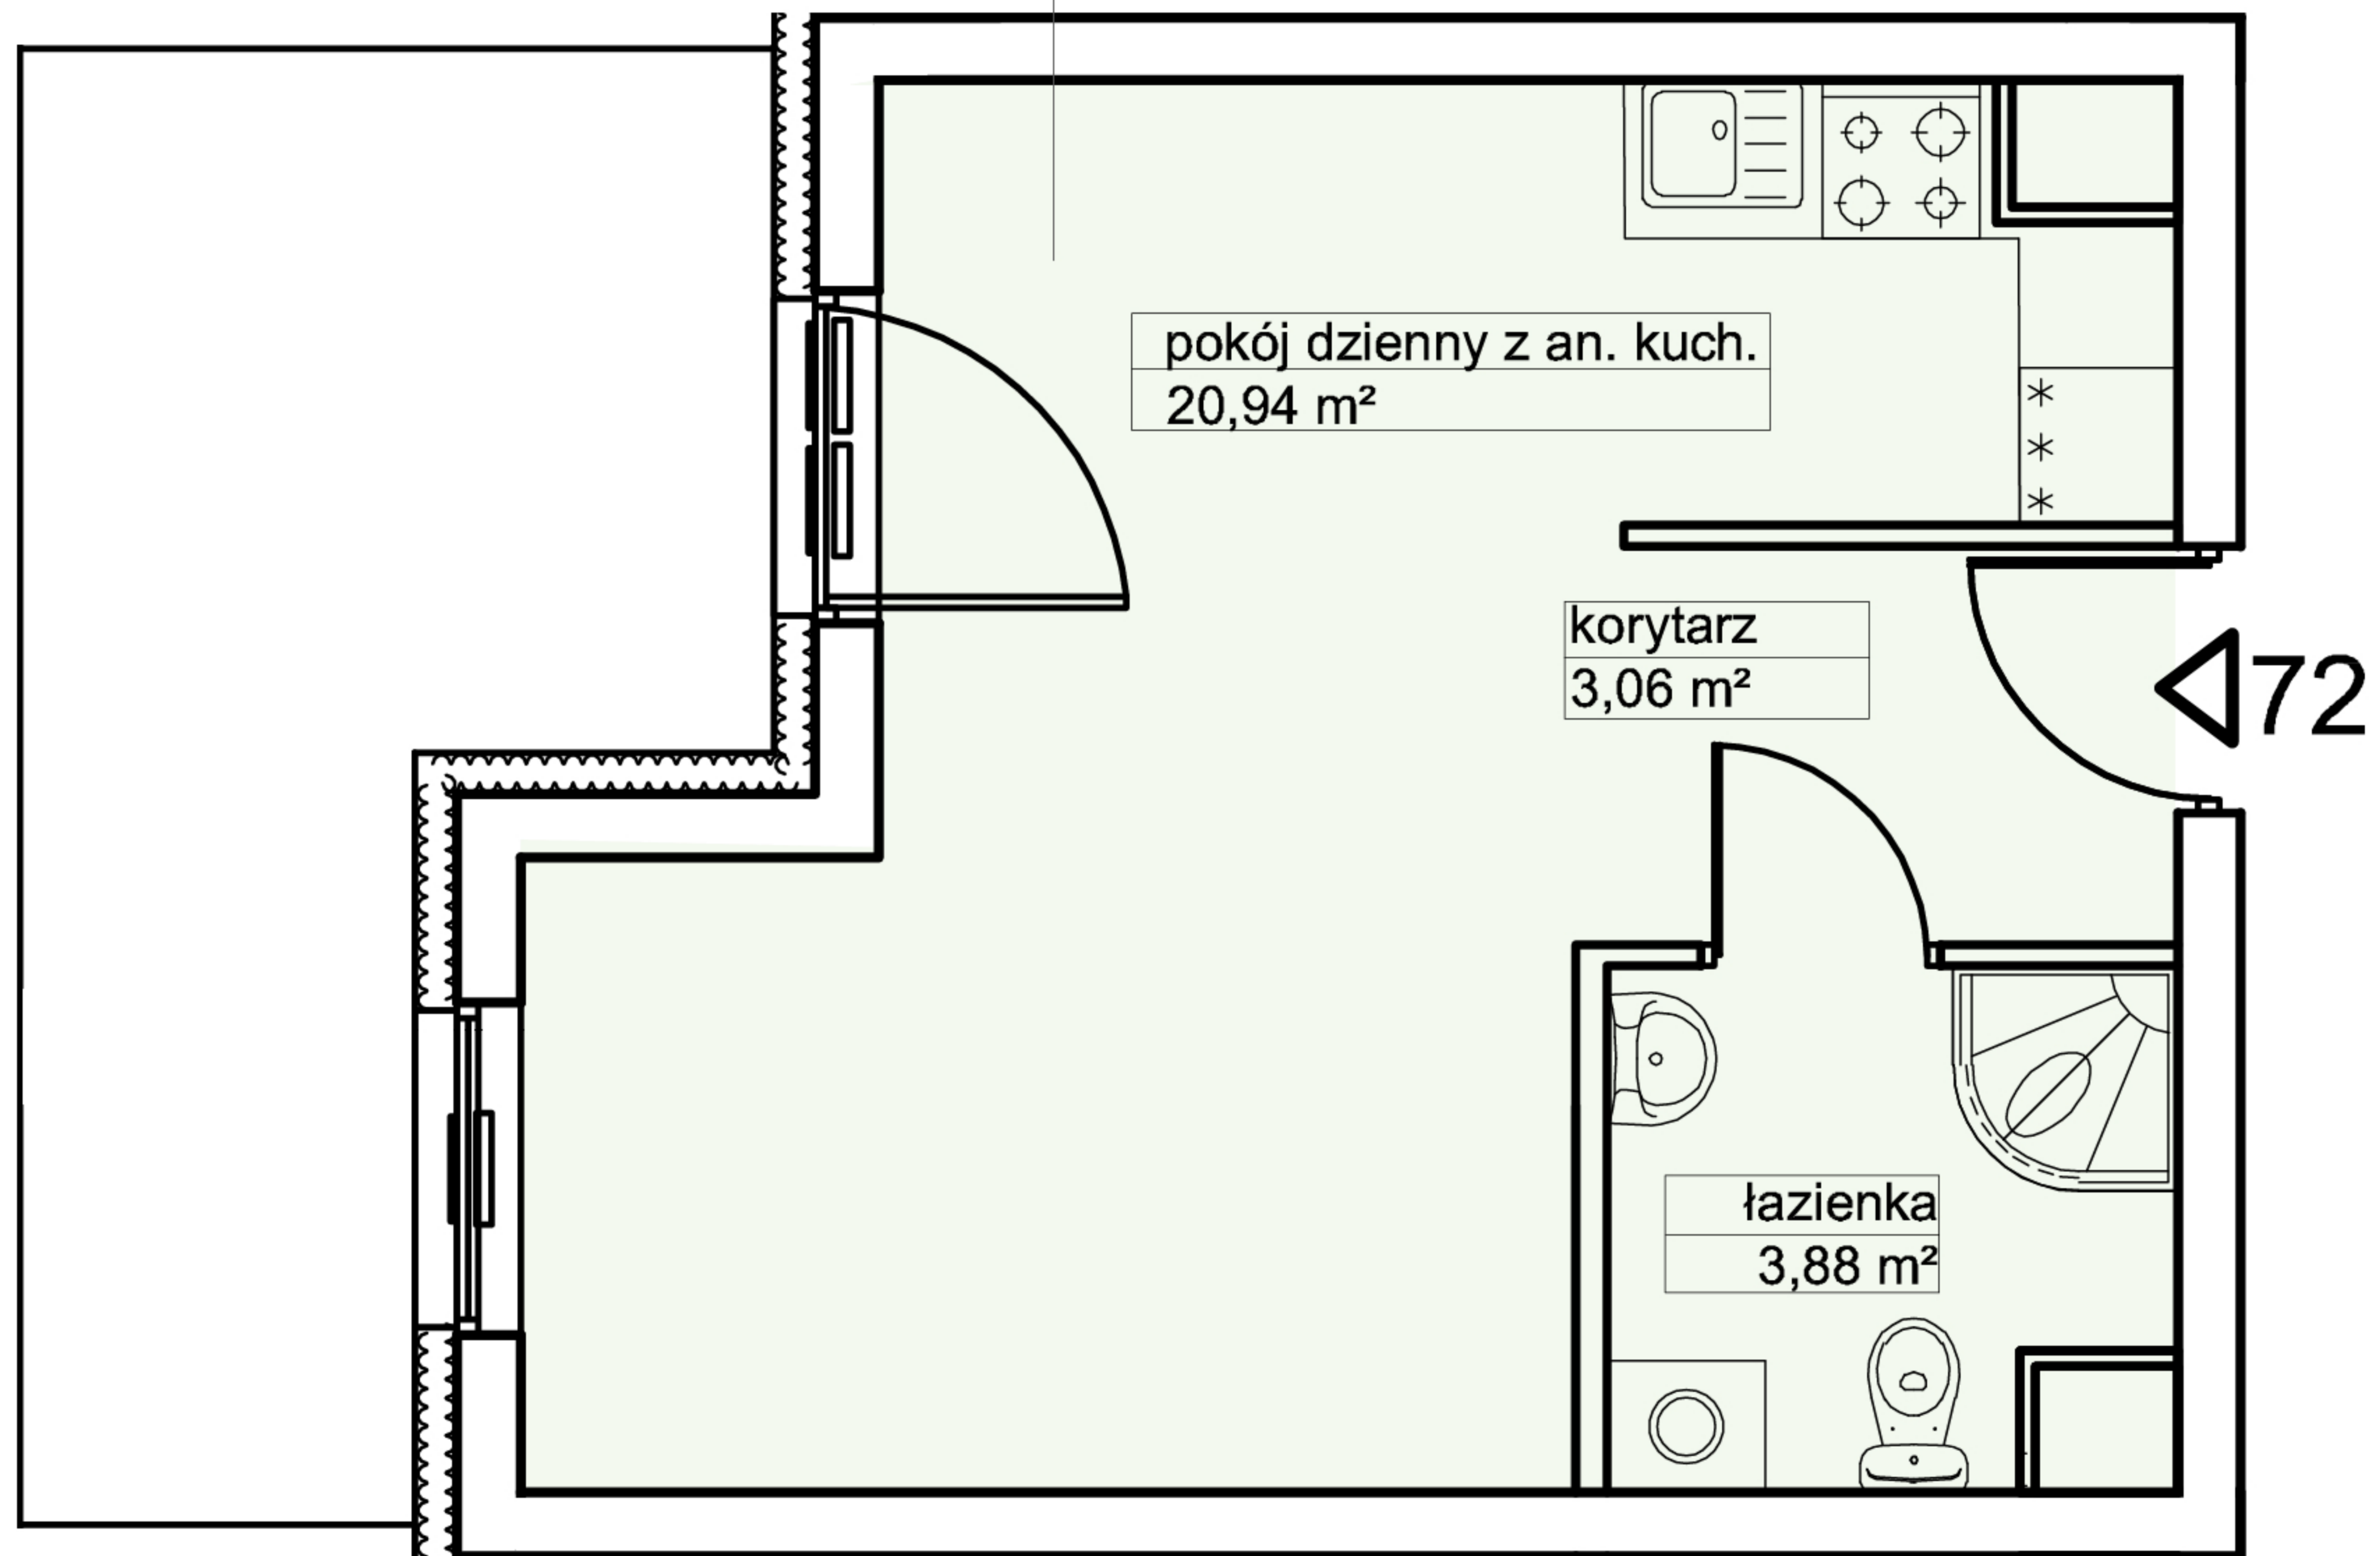 pokój dzienny z an. kuch.
20,94 m²
korytarz
3,06 m²
72
łazienka
3,88 m²